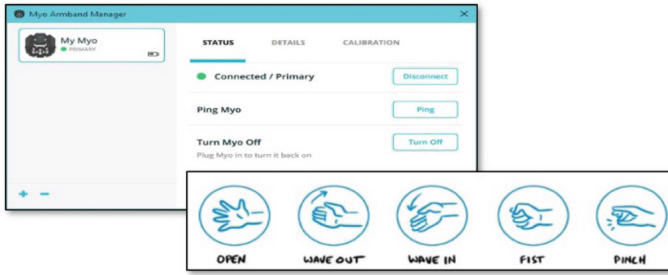 Myo Armband Manager
My Myo
PRIMARY
STATUS DETAILS CALIBRATION
Connected / Primary Disconnect
Ping Myo Ping
Turn Myo Off Turn Off
Plug Myo in to turn it back on
OPEN WAVE OUT WAVE IN FIST PINCH